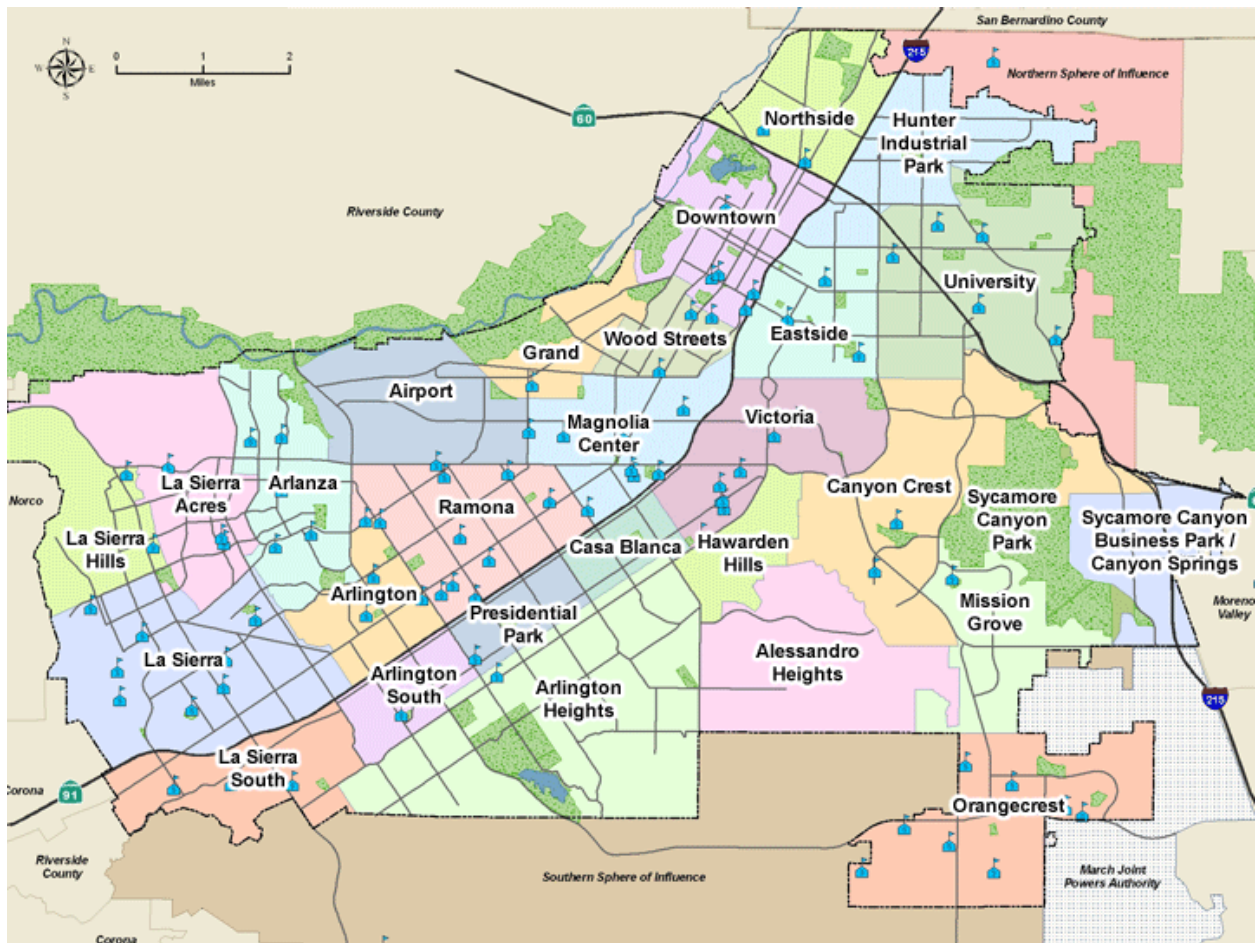 San Bernardino County
N
W E
S
0 2
Miles
215
Northern Sphere of Influence
60
Northside
Hunter
Industrial
Park
Riverside County
Downtown
University
Wood Streets
Eastside
Grand
Airport
Magnolia
Center
Victoria
Norco
La Sierra
Acres
Arlanza
Ramona
Canyon Crest
Sycamore
Canyon
Park
Sycamore Canyon
Business Park /
Canyon Springs
La Sierra
Hills
Casa Blanca
Hawarden
Hills
Arlington
Presidential
Park
Mission
Grove
Moreno
Valley
La Sierra
Arlington
South
Arlington
Heights
Alessandro
Heights
215
La Sierra
South
Corona
91
Orangecrest
Riverside
County
Southern Sphere of Influence
March Joint
Powers Authority
Corona